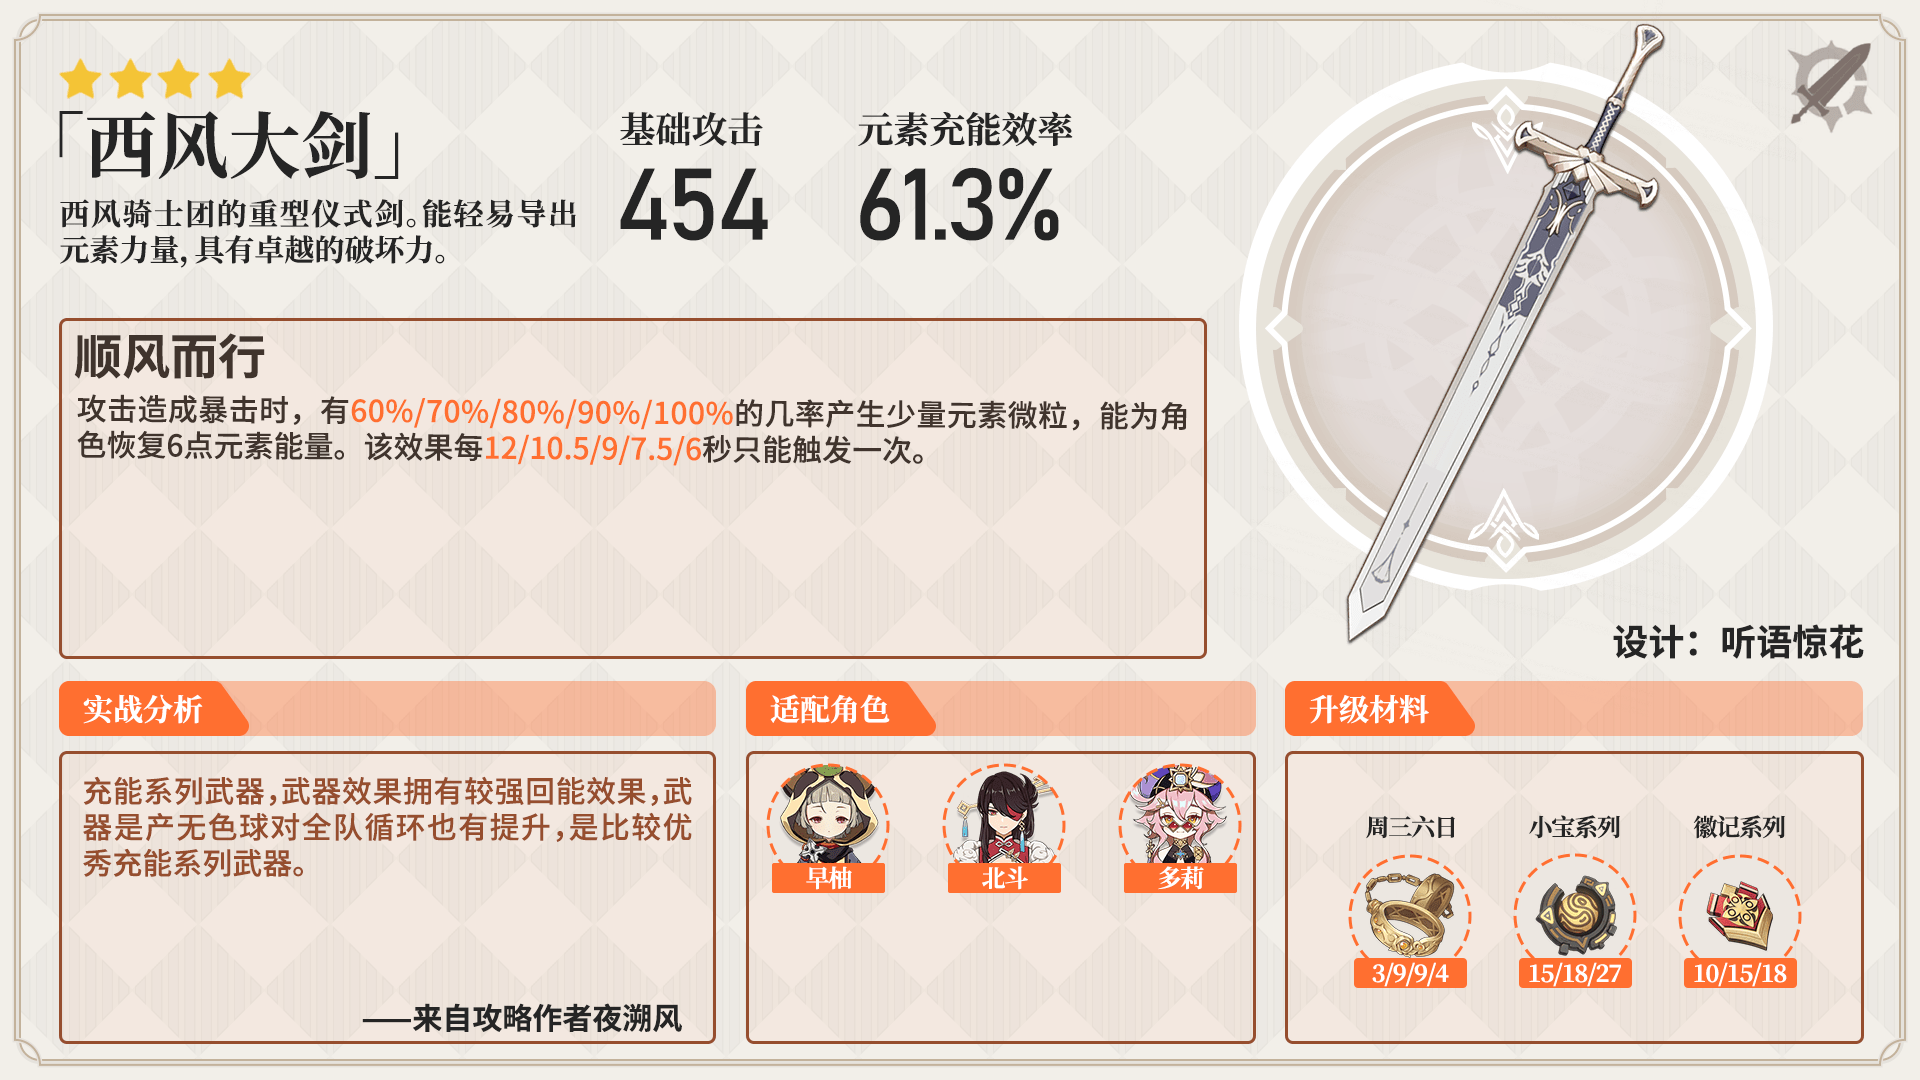 「西风大剑」
西风骑士团的重型仪式剑。能轻易导出
元素力量，具有卓越的破坏力。
基础攻击
454
元素充能效率
61.3%
顺风而行
攻击造成暴击时，有60%/70%/80%/90%/100%的几率产生少量元素微粒，能为角
色恢复6点元素能量。该效果每12/10.5/9/7.5/6秒只能触发一次。
设计：听语惊花
实战分析
充能系列武器，武器效果拥有较强回能效果，武
器是产无色球对全队循环也有提升，是比较优
秀充能系列武器。
——来自攻略作者夜溯风
适配角色
早柚
北斗
多莉
升级材料
周三六日
小宝系列
徽记系列
3/9/9/4
15/18/27
10/15/18